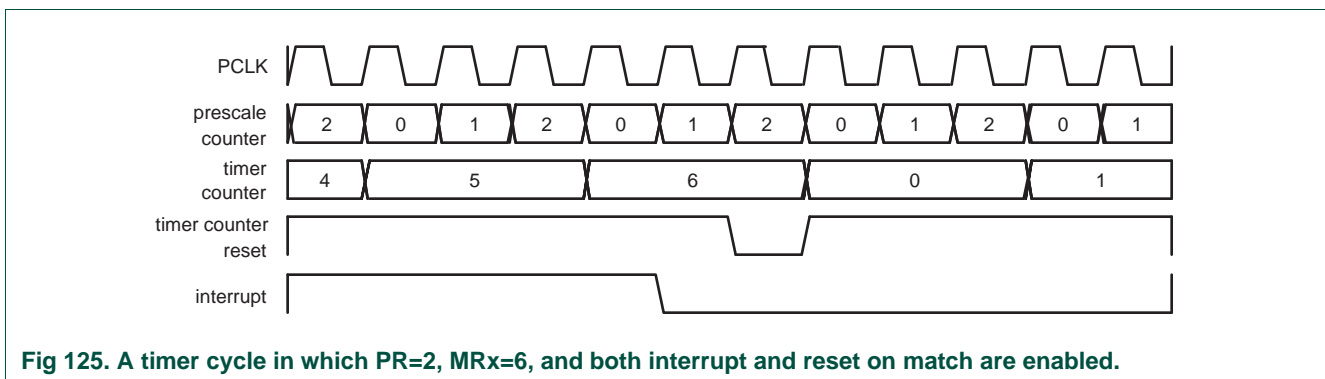 PCLK
prescale
counter
2 0 1 2 0 1 2 0 1 2 0 1
timer
counter
4 5 6 0 1
timer counter
reset
interrupt
Fig 125. A timer cycle in which PR=2, MRx=6, and both interrupt and reset on match are enabled.